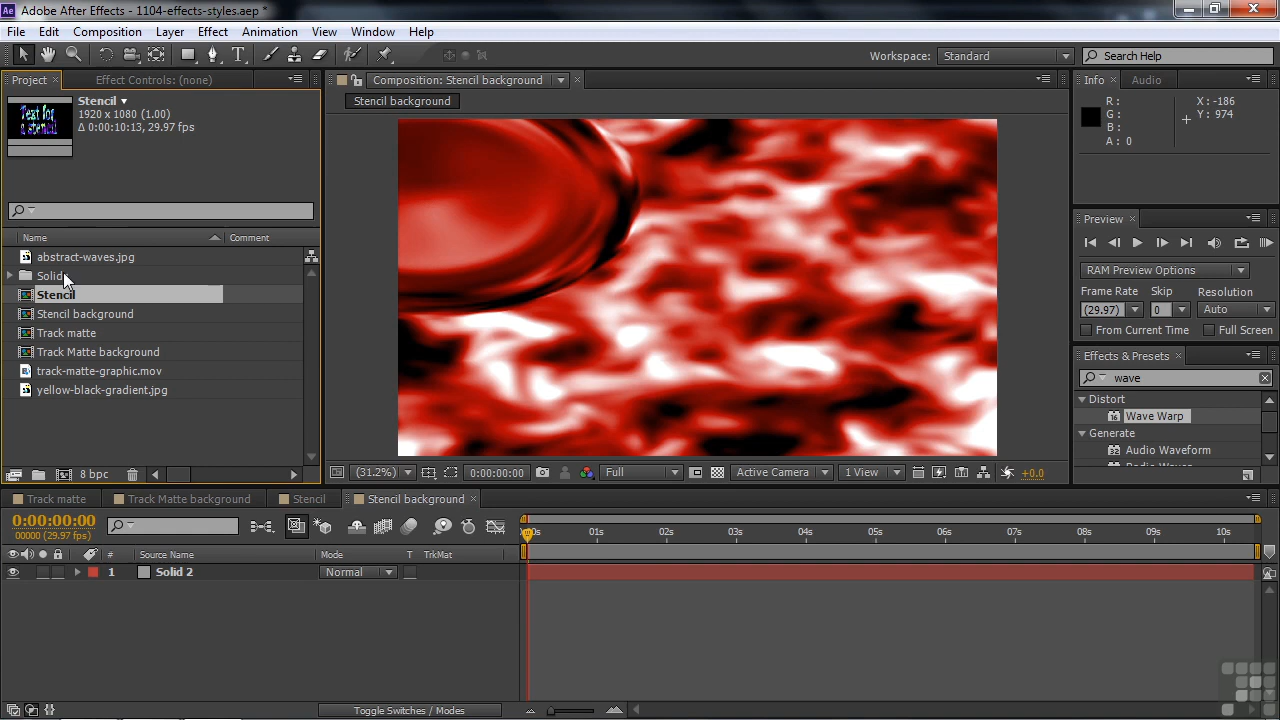 Ae Adobe After Effects - 1104-effects-styles.aep *
File Edit Composition Layer Effect Animation View Window Help
Workspace: Standard Search Help
Project Effect Controls: (none) Composition: Stencil background Info Audio
Stencil
1920 x 1080 (1.00)
Δ 0:00:10:13, 29.97 fps
Stencil background
Text for
a stencil
R :
G :
B :
A : 0
X : -186
Y : 974
Preview
RAM Preview Options
Frame Rate Skip Resolution
(29.97) 0 Auto
From Current Time Full Screen
Name Comment
abstract-waves.jpg
Solid
Stencil
Stencil background
Track matte
Track Matte background
track-matte-graphic.mov
yellow-black-gradient.jpg
Effects & Presets
wave
Distort
16 Wave Warp
Generate
32 Audio Waveform
8 bpc
(31.2%) 0:00:00:00 Full Active Camera 1 View +0.0
Track matte Track Matte background Stencil Stencil background
0:00:00:00
00000 (29.97 fps)
# Source Name Mode T TrkMat
1 Solid 2 Normal
01s 02s 03s 04s 05s 06s 07s 08s 09s 10s
Toggle Switches / Modes